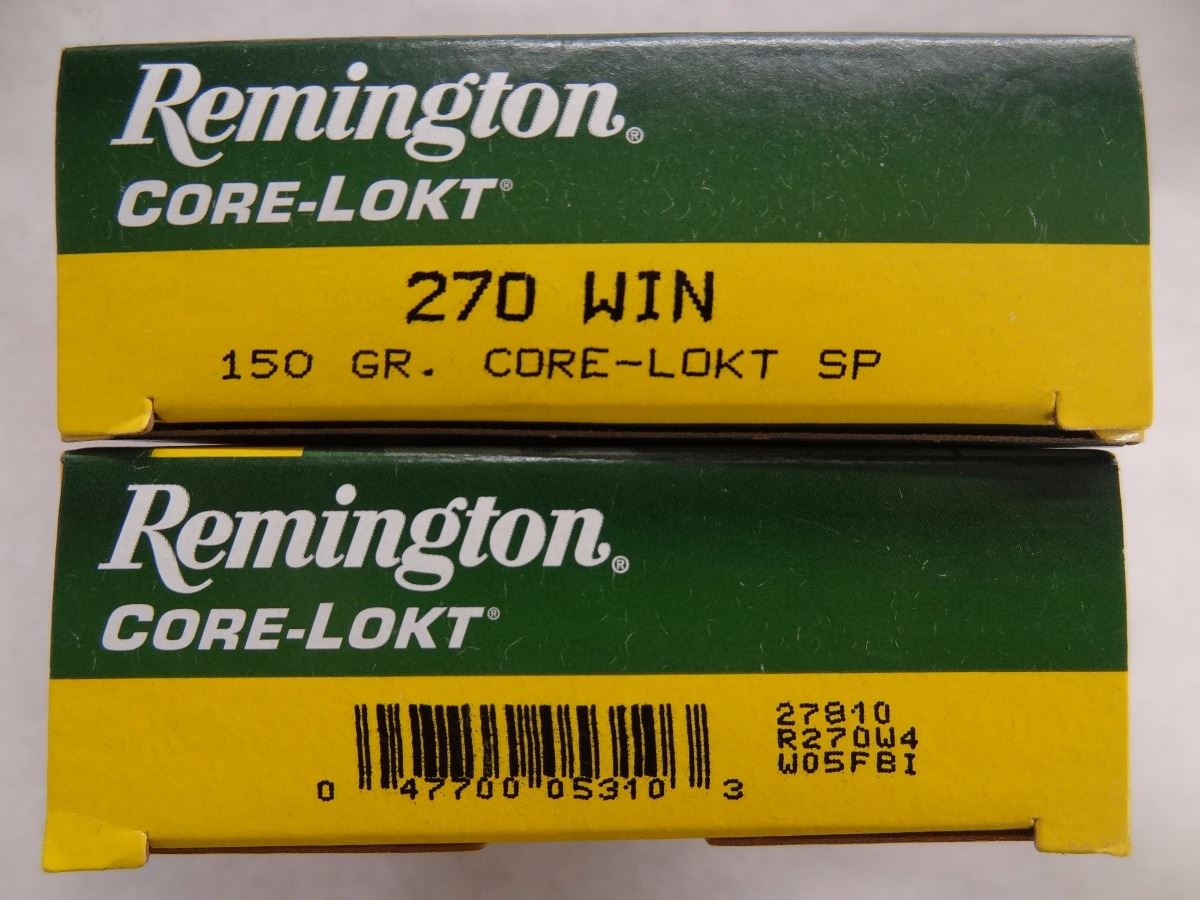 Remington®
CORE-LOKT®
270 WIN
150 GR. CORE-LOKT SP
Remington®
CORE-LOKT®
27810
R270W4
W05FBI
0 47700 05310 3